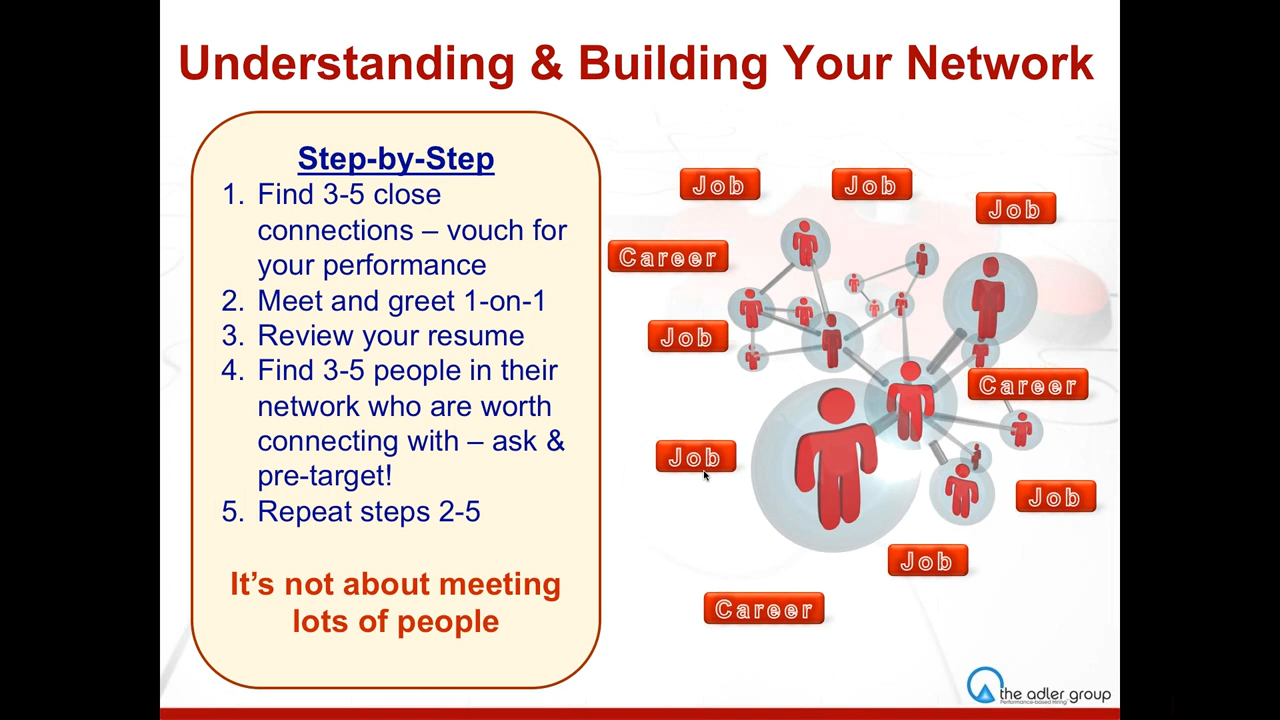 Understanding & Building Your Network
Step-by-Step
1. Find 3-5 close
connections – vouch for
your performance
2. Meet and greet 1-on-1
3. Review your resume
4. Find 3-5 people in their
network who are worth
connecting with – ask &
pre-target!
5. Repeat steps 2-5
It’s not about meeting
lots of people
Job
Job
Job
Career
Job
Career
Job
Job
Job
Career
the adler group
Performance-based Hiring